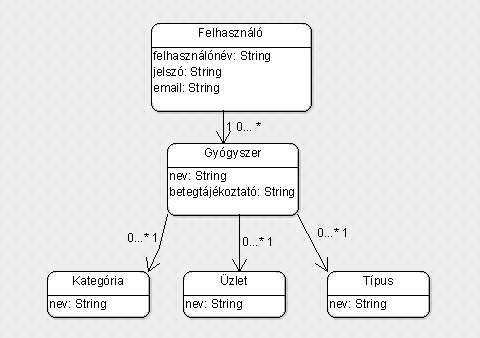 Felhasználó
felhasználónév: String
jelszó: String
email: String
1 0... *
Gyógyszer
nev: String
betegtájékoztató: String
0...* 1
0...* 1
0...* 1
Kategória
nev: String
Üzlet
nev: String
Típus
nev: String